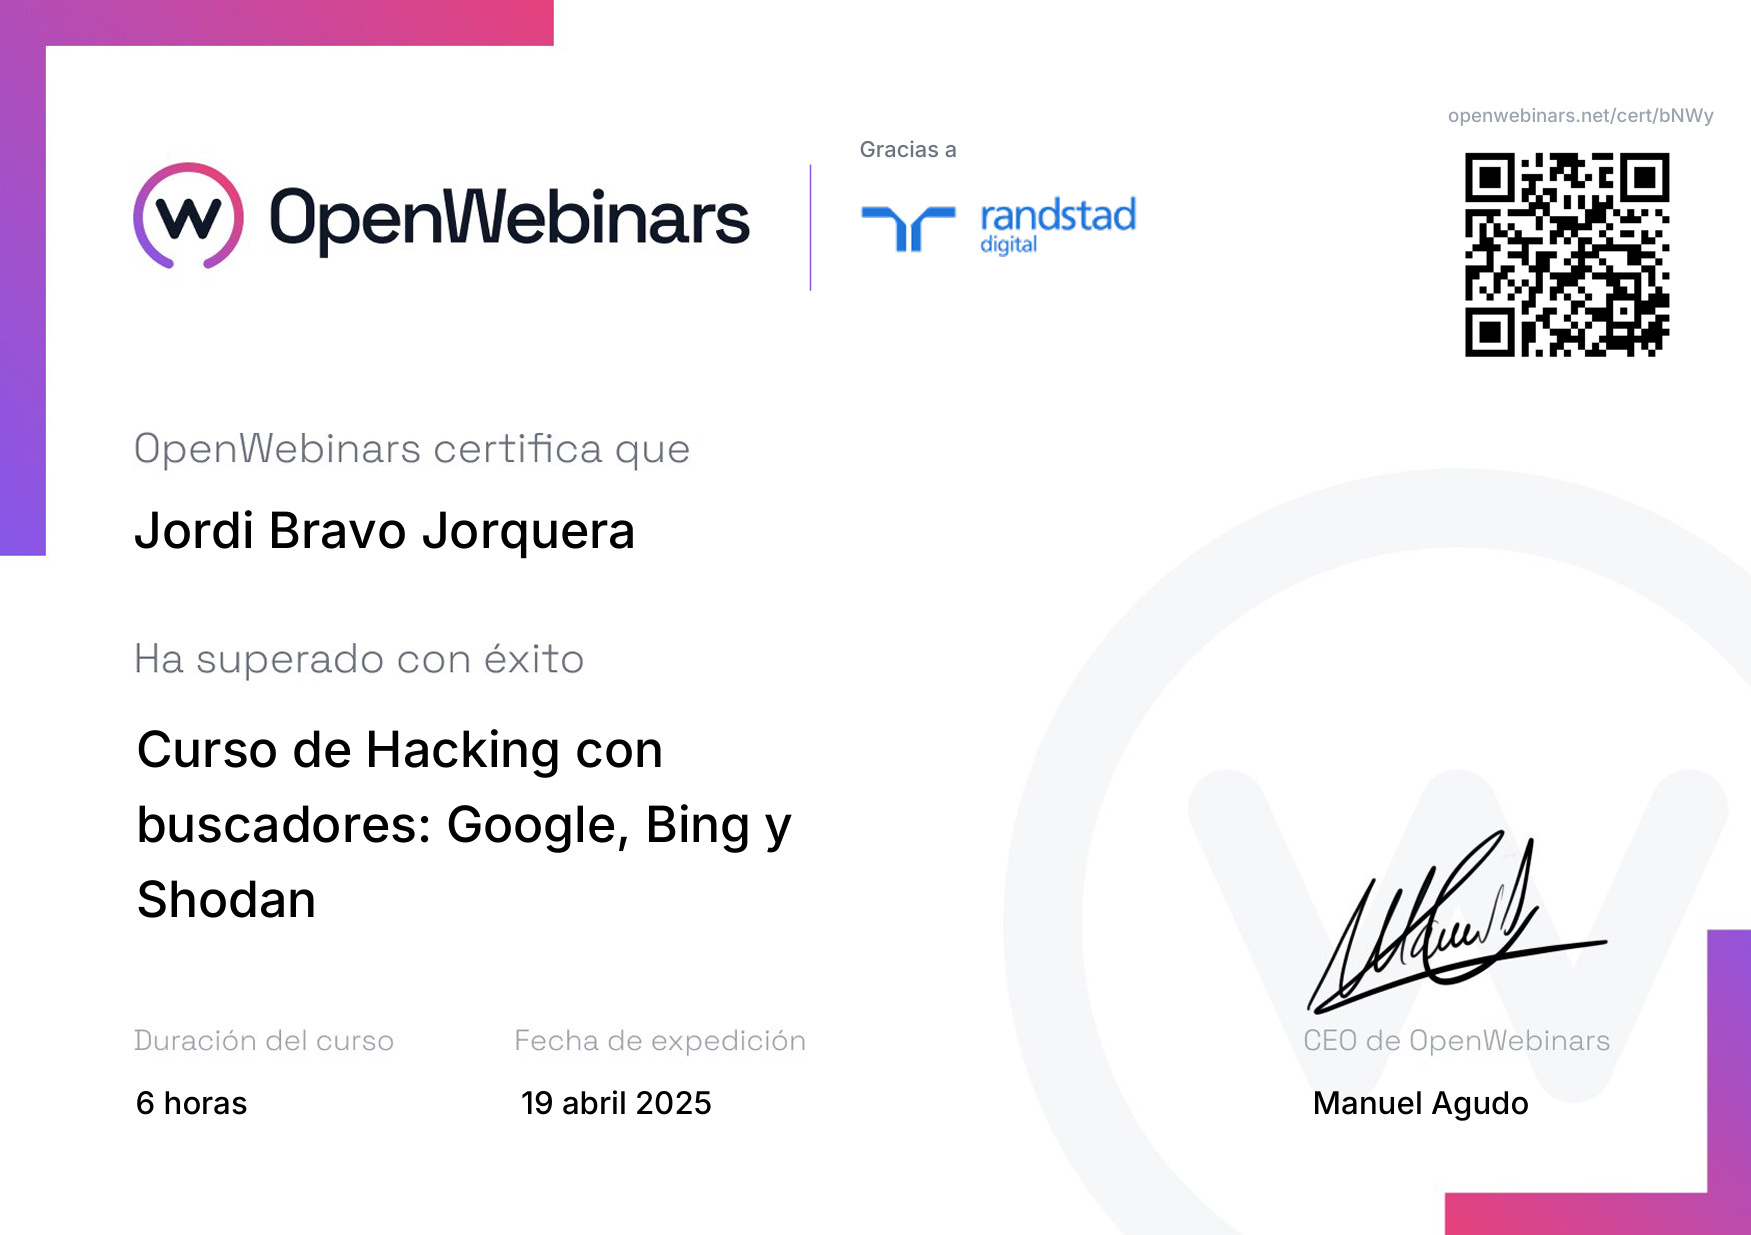 openwebinars.net/cert/bNWy
Gracias a
OpenWebinars
randstad
digital
OpenWebinars certifica que
Jordi Bravo Jorquera
Ha superado con éxito
Curso de Hacking con
buscadores: Google, Bing y
Shodan
Duración del curso
6 horas
Fecha de expedición
19 abril 2025
CEO de OpenWebinars
Manuel Agudo